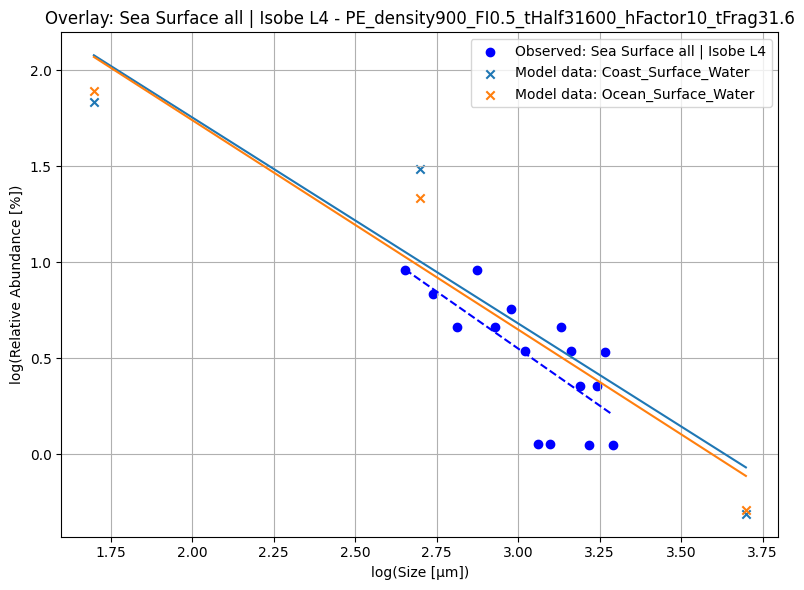 Overlay: Sea Surface all | Isobe L4 - PE_density900_FI0.5_tHalf31600_hFactor10_tFrag31.6
Observed: Sea Surface all | Isobe L4
Model data: Coast_Surface_Water
Model data: Ocean_Surface_Water
log(Relative Abundance [%])
2.0
1.5
1.0
0.5
0.0
1.75 2.00 2.25 2.50 2.75 3.00 3.25 3.50 3.75
log(Size [µm])